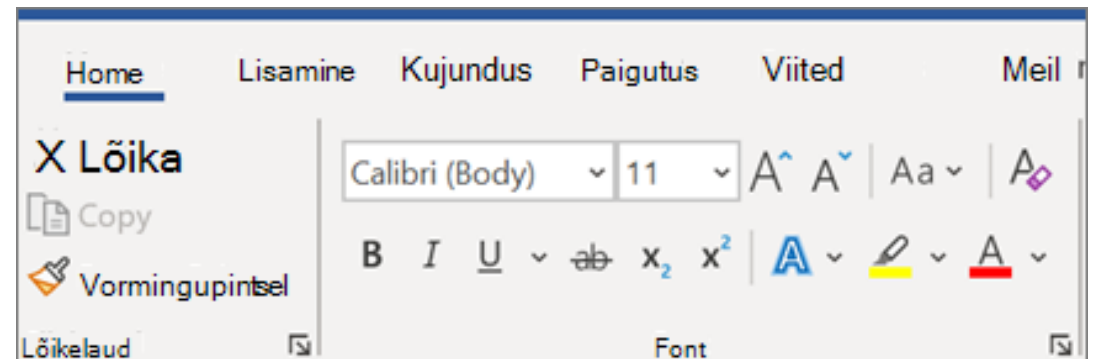 Home Lisamine Kujundus Paigutus Viited Meil
X Lõika
Copy
Vormingupintsel
Calibri (Body) 11 A A Aa A
B I U ab x₂ x² A A
Lõikelaud Font